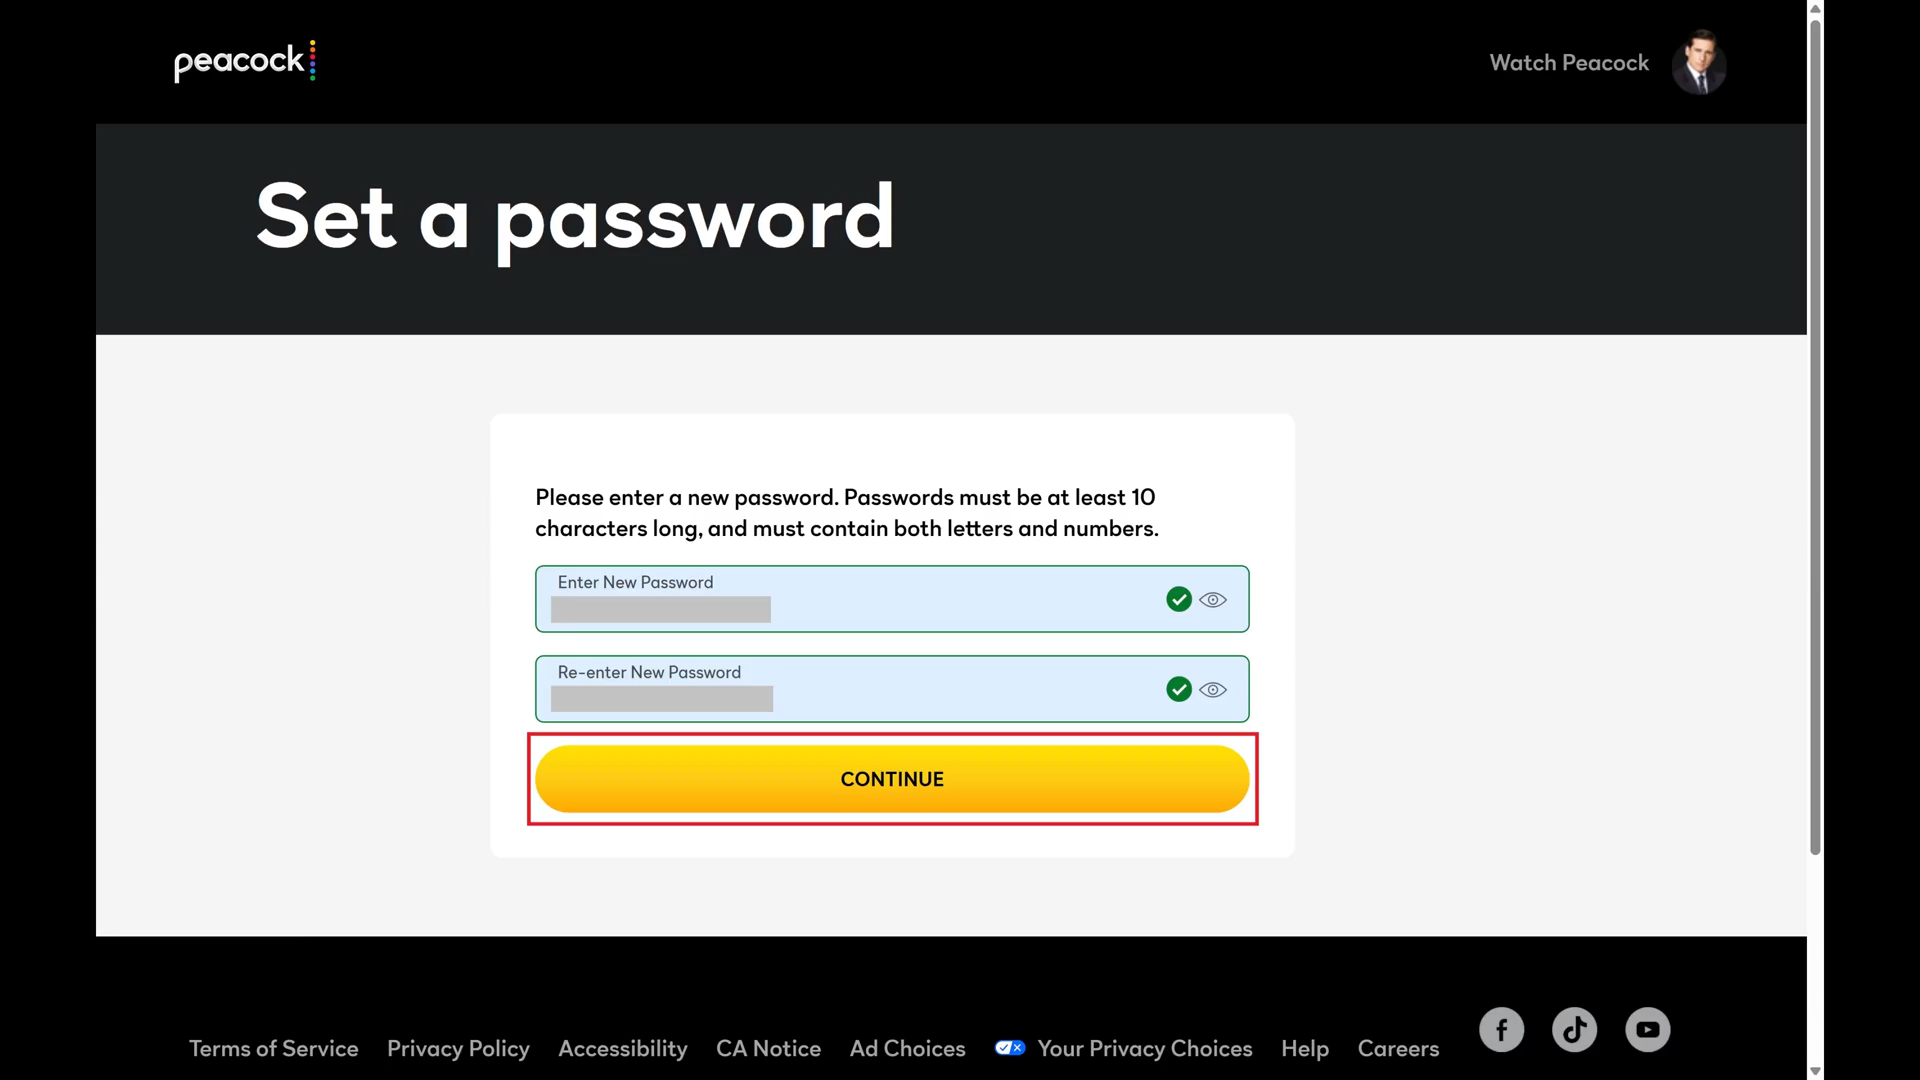 peacock
Watch Peacock
Set a password
Please enter a new password. Passwords must be at least 10
characters long, and must contain both letters and numbers.
Enter New Password
Re-enter New Password
CONTINUE
Terms of Service Privacy Policy Accessibility CA Notice Ad Choices Your Privacy Choices Help Careers